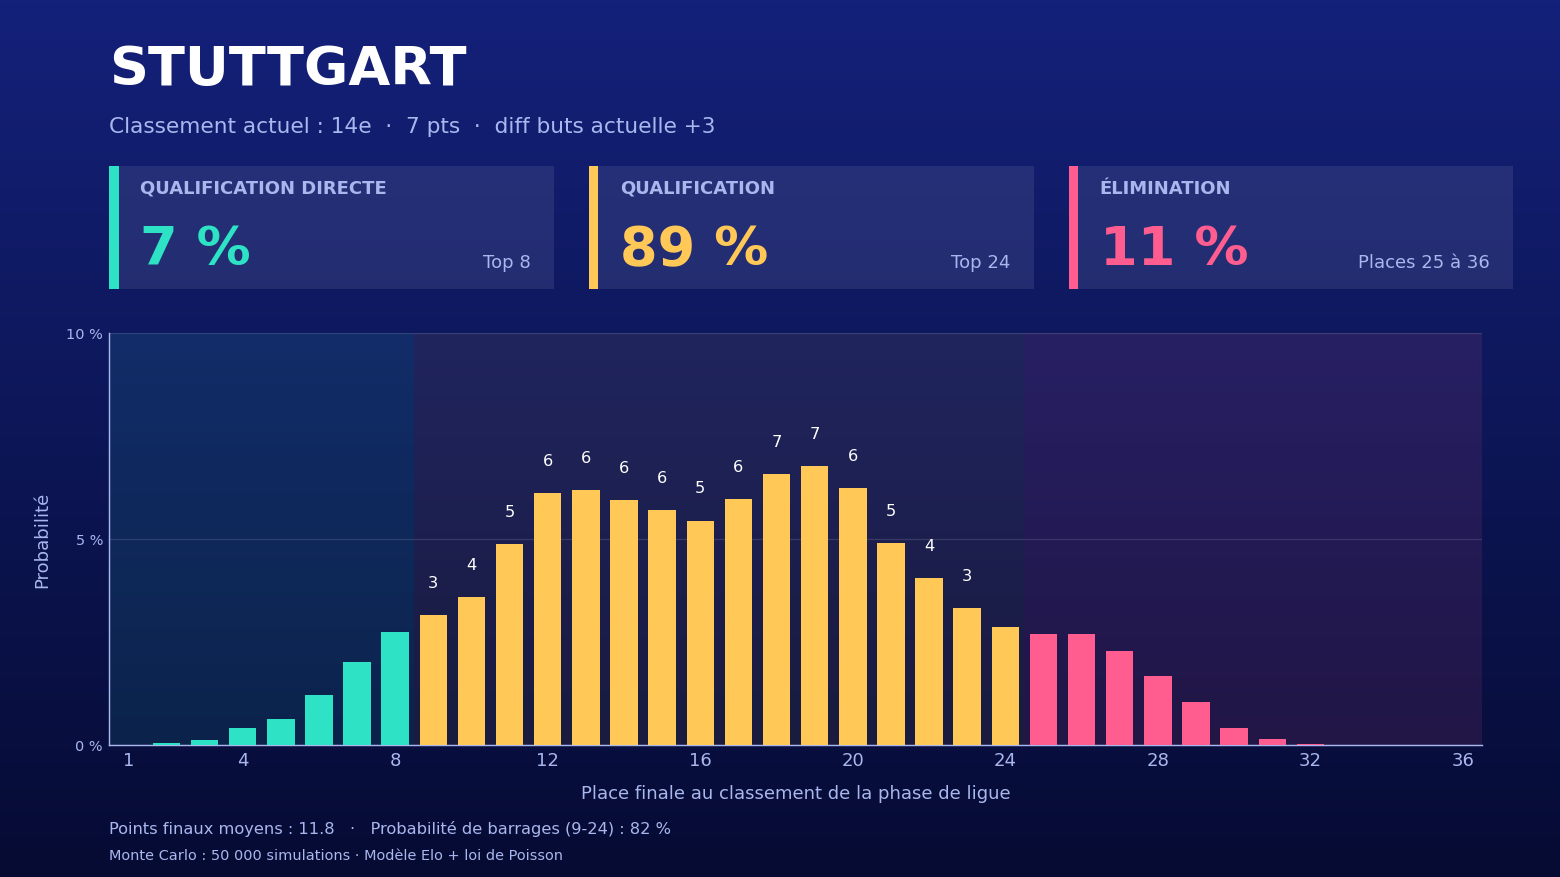 STUTTGART
Classement actuel : 14e · 7 pts · diff buts actuelle +3
QUALIFICATION DIRECTE
7 %
Top 8
QUALIFICATION
89 %
Top 24
ÉLIMINATION
11 %
Places 25 à 36
Probabilité
10 %
5 %
0 %
3 4 5 6 6 6 6 5 6 7 7 6 5 4 3
1 4 8 12 16 20 24 28 32 36
Place finale au classement de la phase de ligue
Points finaux moyens : 11.8 · Probabilité de barrages (9-24) : 82 %
Monte Carlo : 50 000 simulations · Modèle Elo + loi de Poisson